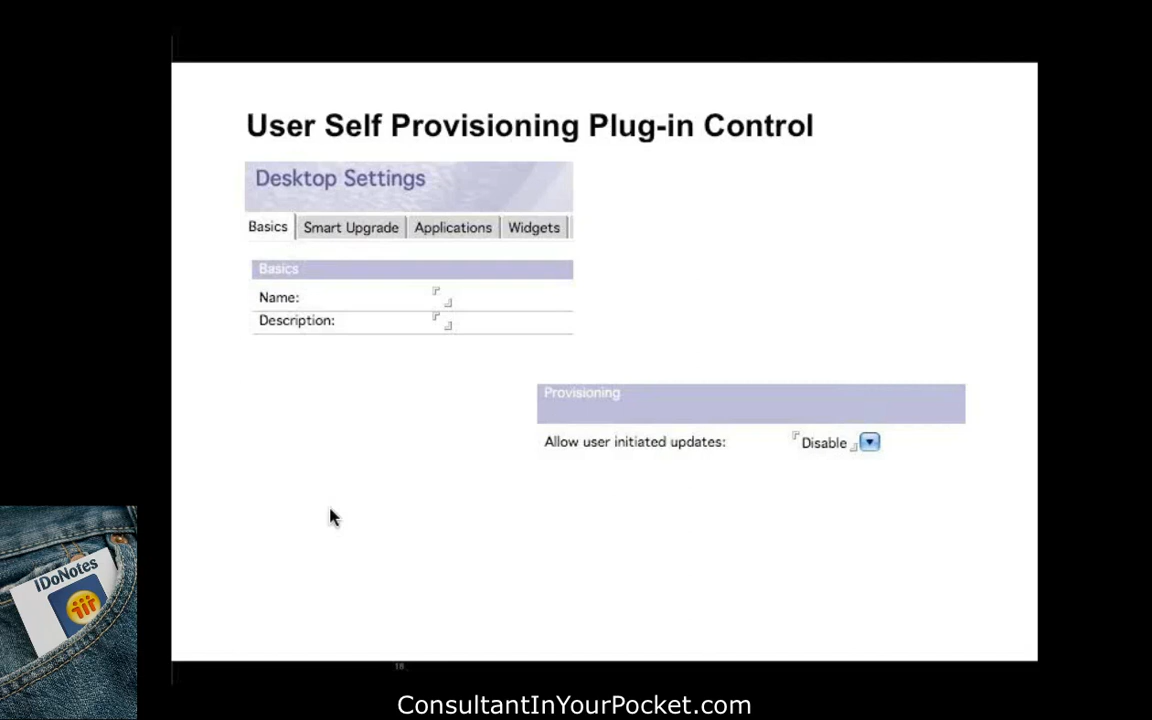 User Self Provisioning Plug-in Control
Desktop Settings
Basics Smart Upgrade Applications Widgets
Basics
Name:
Description:
Provisioning
Allow user initiated updates: Disable
IDoNotes
18
ConsultantInYourPocket.com